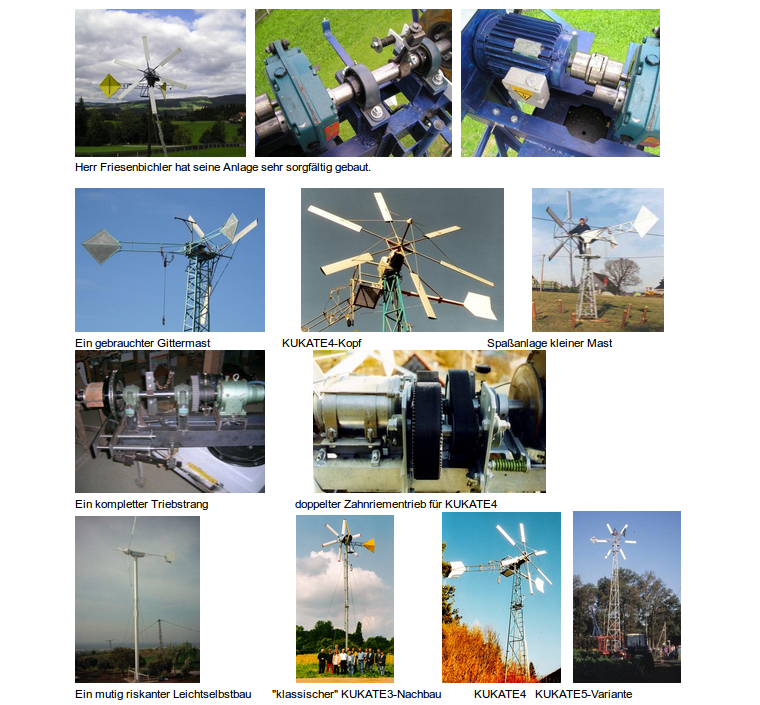 Herr Friesenbichler hat seine Anlage sehr sorgfältig gebaut.
Ein gebrauchter Gittermast KUKATE4-Kopf Spaßanlage kleiner Mast
Ein kompletter Triebstrang doppelter Zahnriementrieb für KUKATE4
Ein mutig riskanter Leichtselbstbau "klassischer" KUKATE3-Nachbau KUKATE4 KUKATE5-Variante